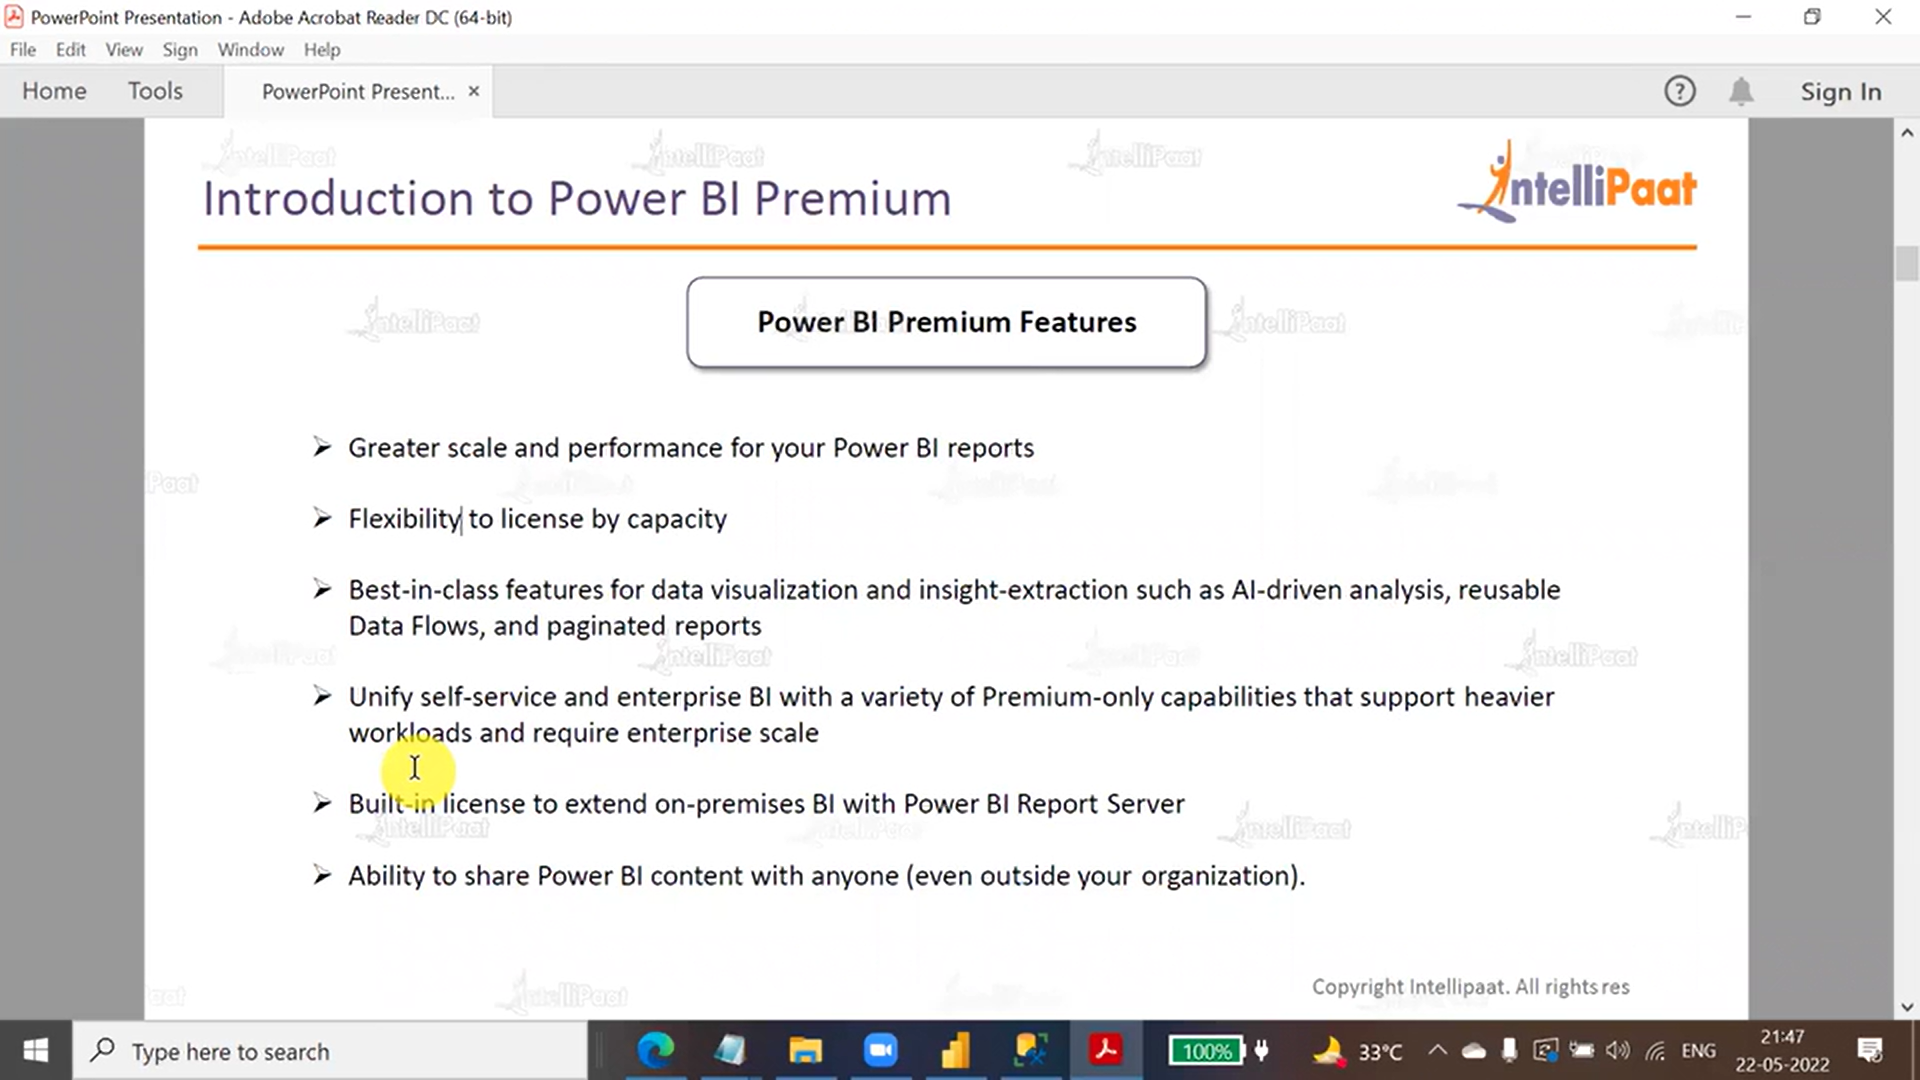 PowerPoint Presentation - Adobe Acrobat Reader DC (64-bit)
File Edit View Sign Window Help
Home Tools PowerPoint Present... Sign In
Introduction to Power BI Premium
IntelliPaat
Power BI Premium Features
Greater scale and performance for your Power BI reports
Flexibility to license by capacity
Best-in-class features for data visualization and insight-extraction such as AI-driven analysis, reusable
Data Flows, and paginated reports
Unify self-service and enterprise BI with a variety of Premium-only capabilities that support heavier
workloads and require enterprise scale
Built-in license to extend on-premises BI with Power BI Report Server
Ability to share Power BI content with anyone (even outside your organization).
Copyright Intellipaat. All rights res
Type here to search
100%
33°C
ENG
21:47
22-05-2022